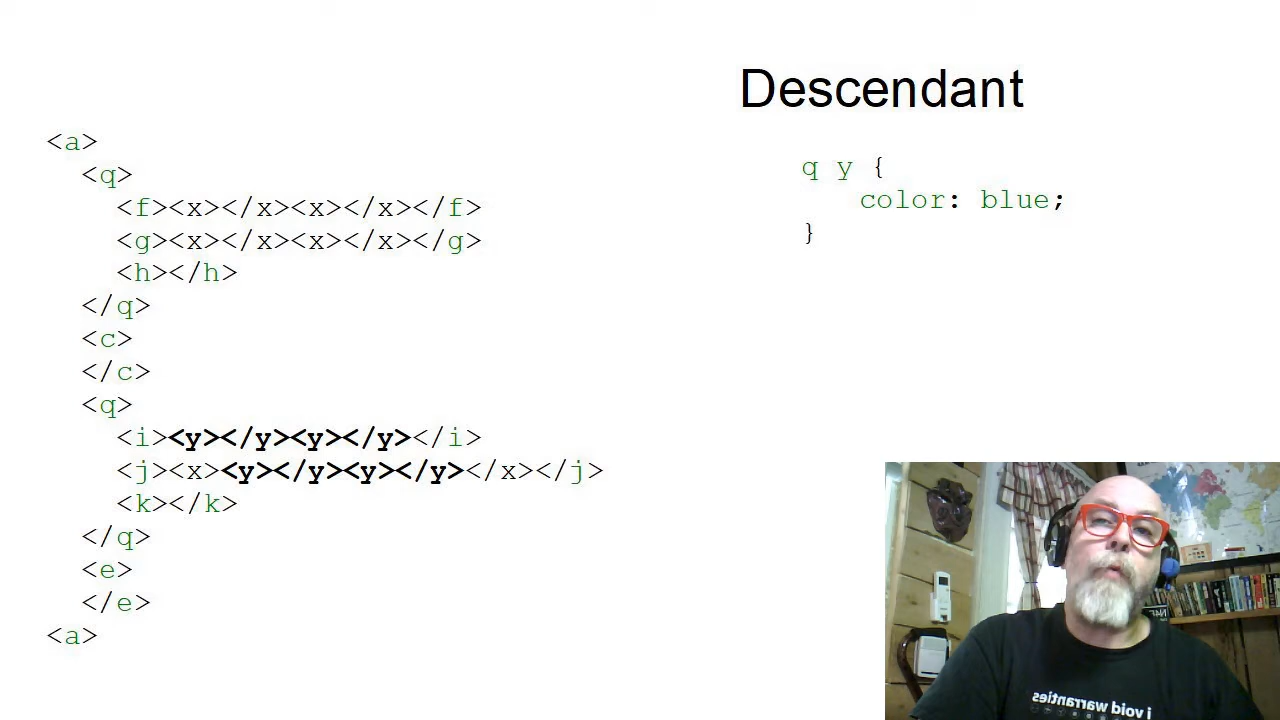 Descendant
<a>
<q>
<f><x></x><x></x></f>
<g><x></x><x></x></g>
<h></h>
</q>
<c>
</c>
<q>
<i><y></y><y></y></i>
<j><x><y></y><y></y></x></j>
<k></k>
</q>
<e>
</e>
<a>
q y {
color: blue;
}
i void warranties